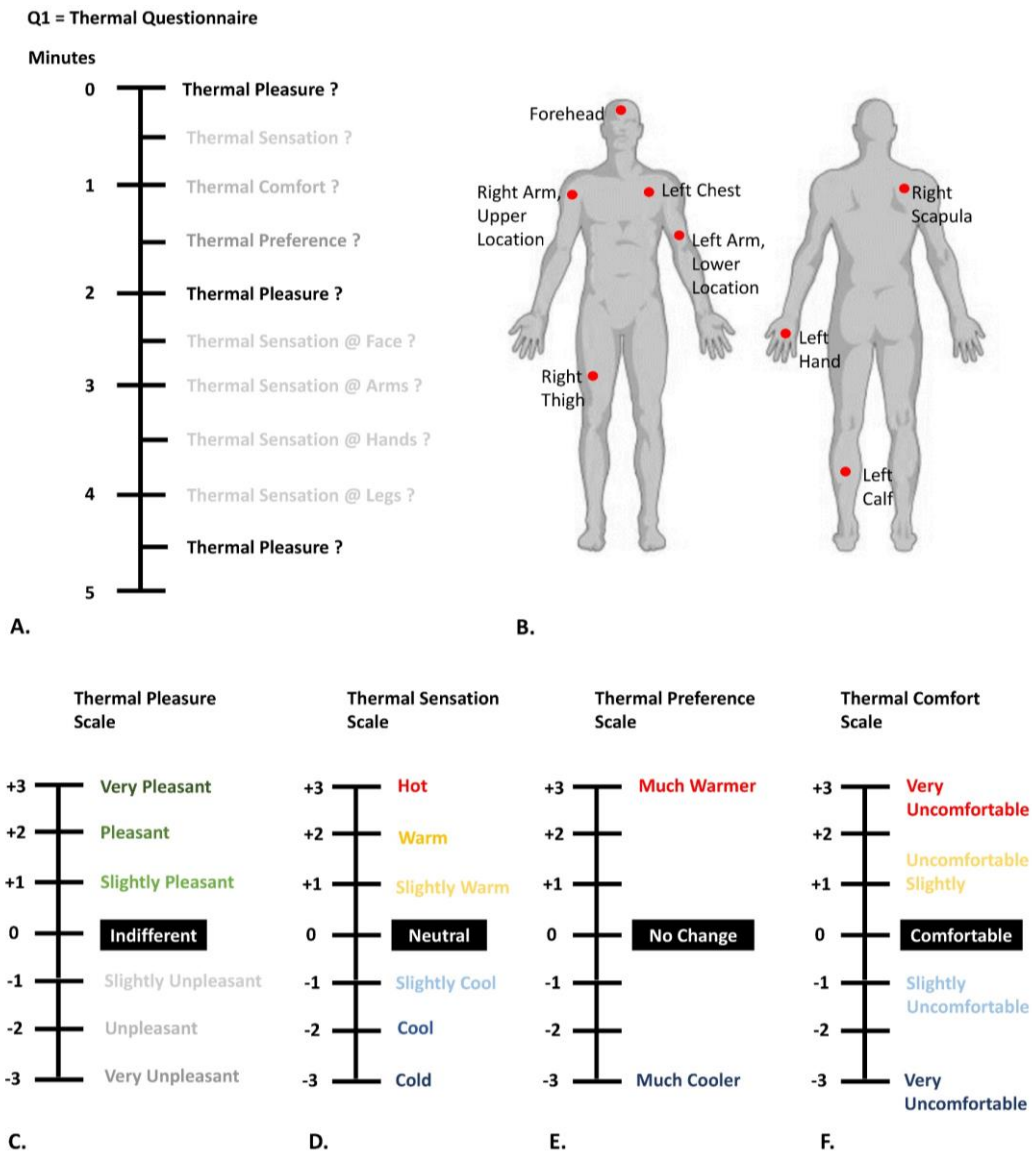 Q1 = Thermal Questionnaire
Minutes
0
Thermal Pleasure ?
Thermal Sensation ?
1
Thermal Comfort ?
Thermal Preference ?
2
Thermal Pleasure ?
Thermal Sensation @ Face ?
3
Thermal Sensation @ Arms ?
Thermal Sensation @ Hands ?
4
Thermal Sensation @ Legs ?
Thermal Pleasure ?
5
A.
Forehead
Right Arm,
Upper
Location
Left Chest
Left Arm,
Lower
Location
Right
Thigh
Right
Scapula
Left
Hand
Left
Calf
B.
Thermal Pleasure
Scale
+3
Very Pleasant
+2
Pleasant
+1
Slightly Pleasant
0
Indifferent
-1
Slightly Unpleasant
-2
Unpleasant
-3
Very Unpleasant
C.
Thermal Sensation
Scale
+3
Hot
+2
Warm
+1
Slightly Warm
0
Neutral
-1
Slightly Cool
-2
Cool
-3
Cold
D.
Thermal Preference
Scale
+3
Much Warmer
+2
+1
0
No Change
-1
-2
-3
Much Cooler
E.
Thermal Comfort
Scale
+3
Very
Uncomfortable
+2
Uncomfortable
+1
Slightly
0
Comfortable
-1
Slightly
Uncomfortable
-2
-3
Very
Uncomfortable
F.